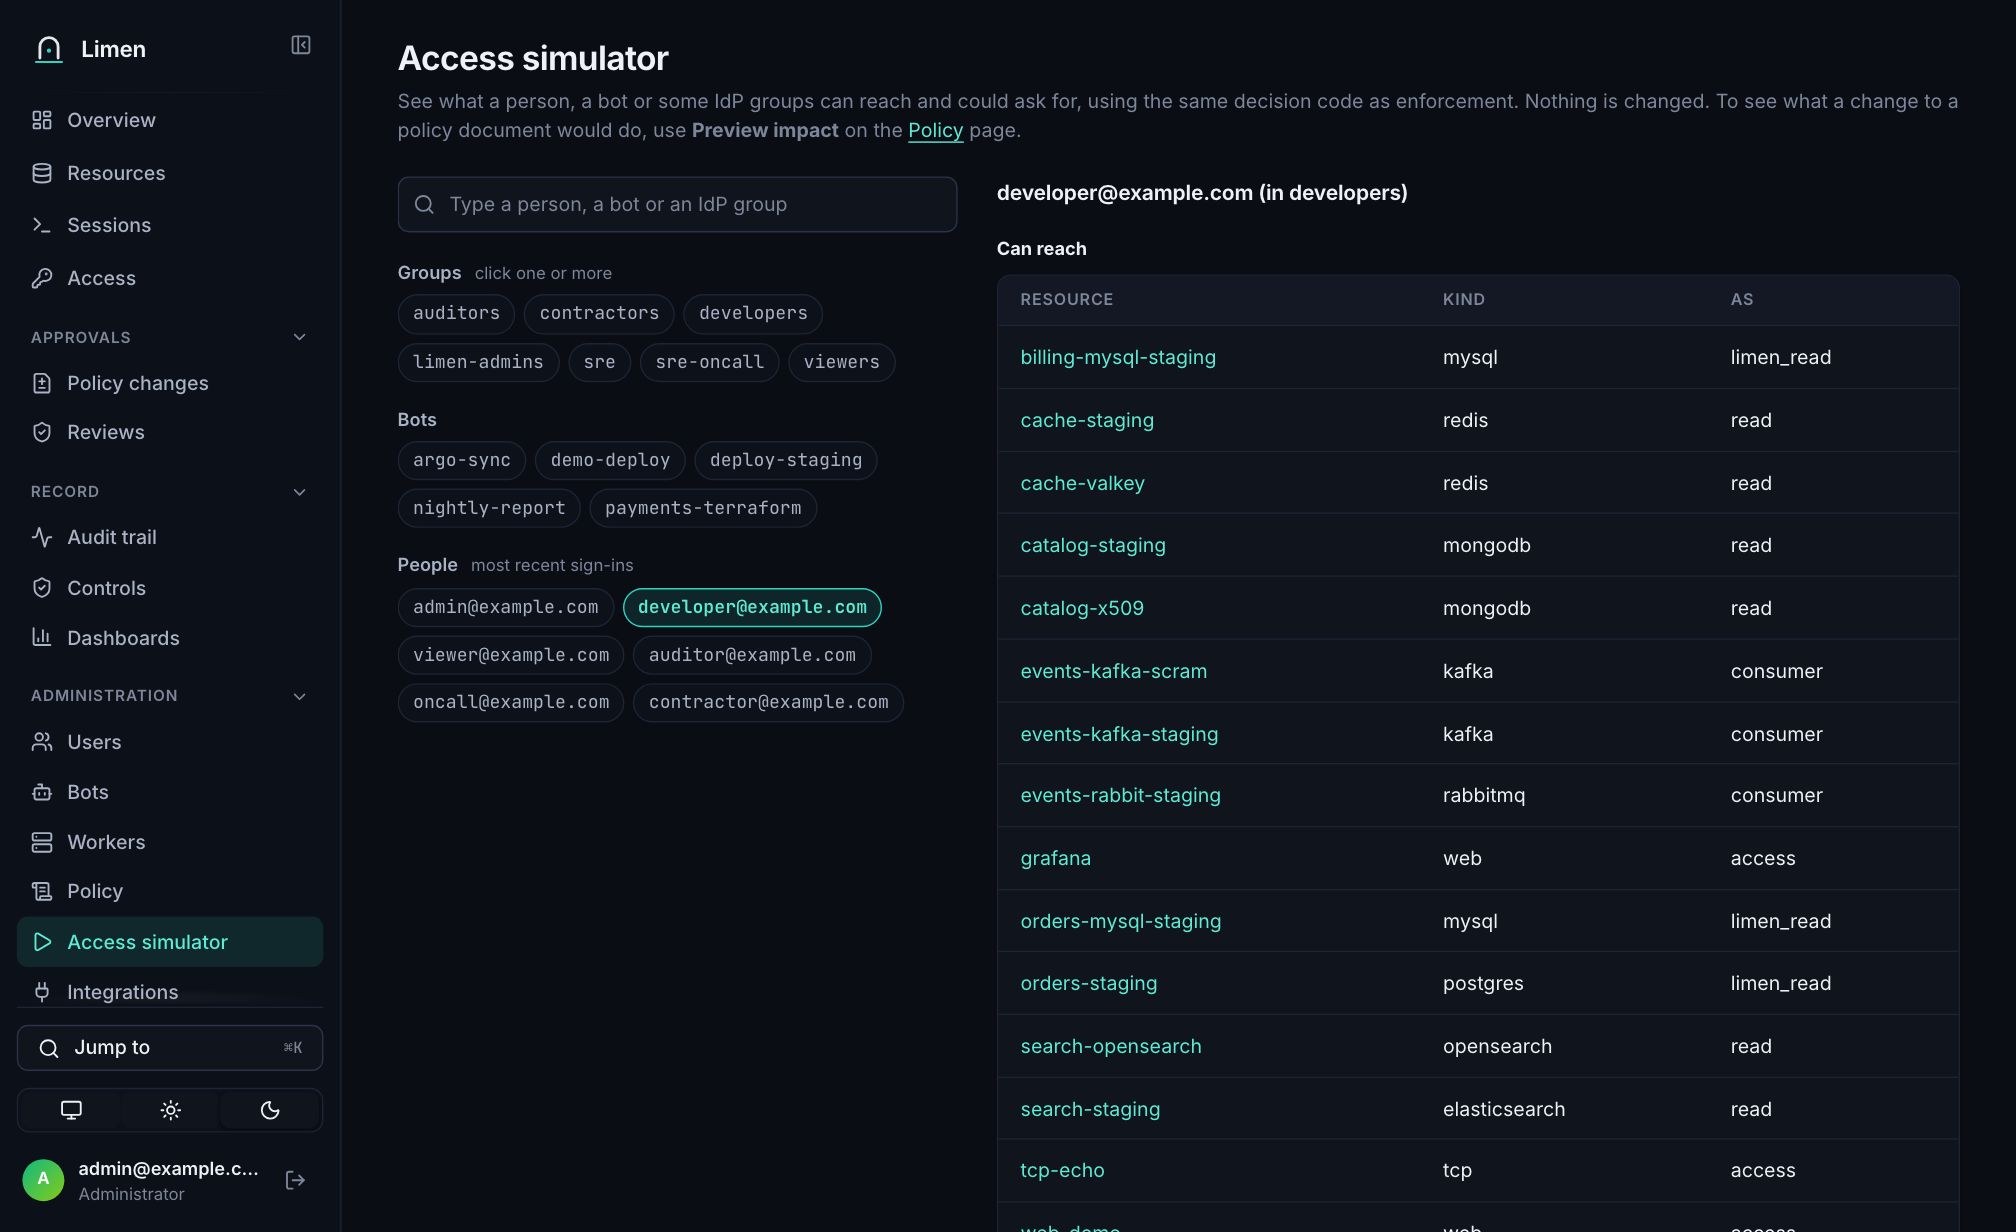 Limen
Overview
Resources
Sessions
Access
APPROVALS
Policy changes
Reviews
RECORD
Audit trail
Controls
Dashboards
ADMINISTRATION
Users
Bots
Workers
Policy
Access simulator
Integrations
Jump to ⌘K
A
admin@example.c...
Administrator
Access simulator
See what a person, a bot or some IdP groups can reach and could ask for, using the same decision code as enforcement. Nothing is changed. To see what a change to a
policy document would do, use Preview impact on the Policy page.
Type a person, a bot or an IdP group
Groups click one or more
auditors contractors developers
limen-admins sre sre-oncall viewers
Bots
argo-sync demo-deploy deploy-staging
nightly-report payments-terraform
People most recent sign-ins
admin@example.com developer@example.com
viewer@example.com auditor@example.com
oncall@example.com contractor@example.com
developer@example.com (in developers)
Can reach
RESOURCE KIND AS
billing-mysql-staging mysql limen_read
cache-staging redis read
cache-valkey redis read
catalog-staging mongodb read
catalog-x509 mongodb read
events-kafka-scram kafka consumer
events-kafka-staging kafka consumer
events-rabbit-staging rabbitmq consumer
grafana web access
orders-mysql-staging mysql limen_read
orders-staging postgres limen_read
search-opensearch opensearch read
search-staging elasticsearch read
tcp-echo tcp access